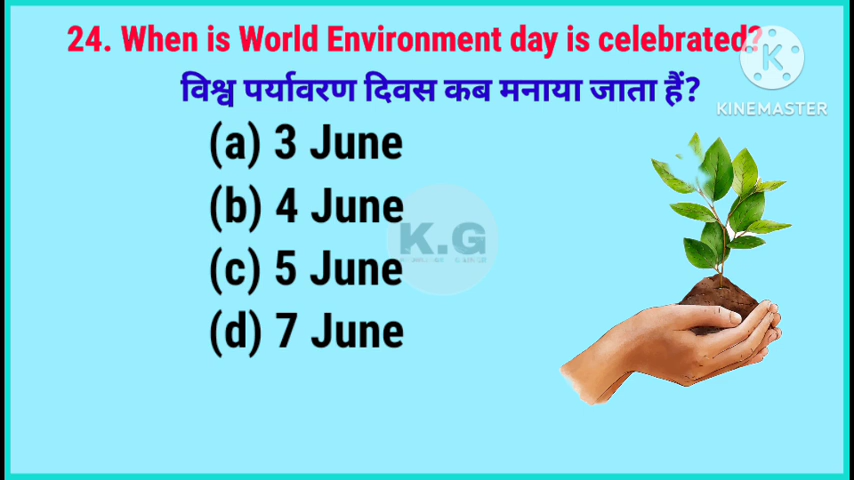 24. When is World Environment day is celebrated?
विश्व पर्यावरण दिवस कब मनाया जाता हैं?
KINEMASTER
(a) 3 June
(b) 4 June
(c) 5 June
(d) 7 June
K.G